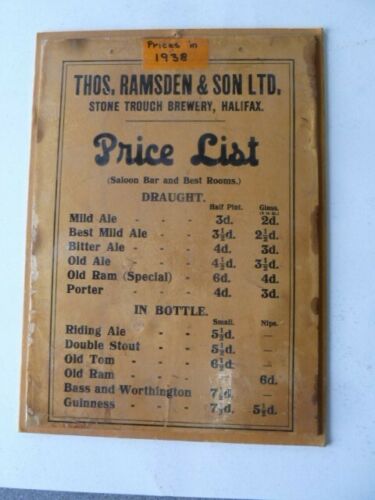 Prices in
1938
THOS. RAMSDEN & SON LTD.
STONE TROUGH BREWERY, HALIFAX.
Price List
(Saloon Bar and Best Rooms.)
DRAUGHT.
Half Pint. Glass.
Mild Ale - - 3d. 2d.
Best Mild Ale - 3½d. 2½d.
Bitter Ale - - 4d. 3d.
Old Ale - - 4½d. 3½d.
Old Ram (Special) - 6d. 4d.
Porter - - 4d. 3d.
IN BOTTLE.
Small. Nips.
Riding Ale - - 5½d. —
Double Stout - - 5½d. —
Old Tom - - 6½d. —
Old Ram - - — 6d.
Bass and Worthington 7½d. —
Guinness - - 7½d. 5½d.